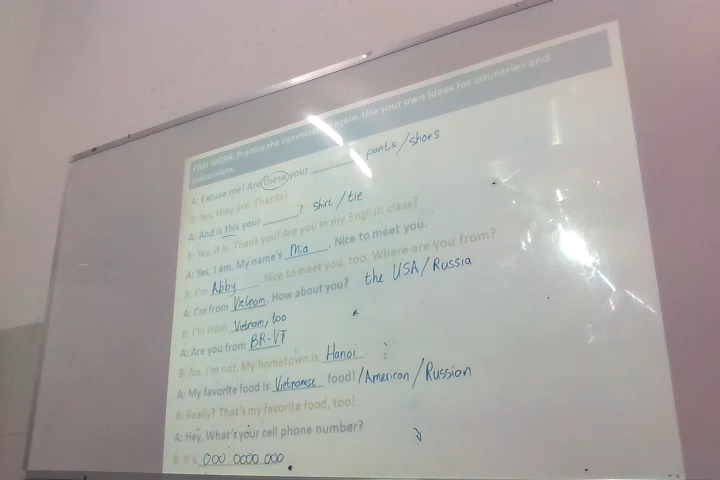 PAIR WORK. Practice the conversation again. Use your own ideas for countries and
possessions.
A: Excuse me! Are these your ________ pants / shoes
B: Yes, they are. Thanks!
A: And is this your ______? Shirt / tie
B: Yes, it is. Thank you! Are you in my English class?
A: Yes, I am. My name's Mia. Nice to meet you.
B: I'm Abby. Nice to meet you, too. Where are you from?
A: I'm from Vietnam. How about you? the USA / Russia
B: I'm from Vietnam, too
A: Are you from BR-VT
B: No, I'm not. My hometown is Hanoi.
A: My favorite food is Vietnamese food! / American / Russian
B: Really? That's my favorite food, too!
A: Hey, What's your cell phone number?
B: It's 000 0000 000.